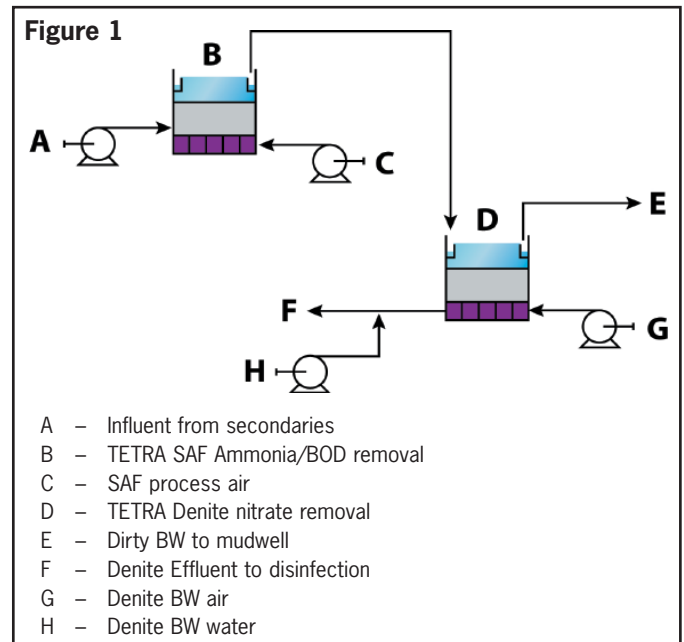 Figure 1
B
A
C
D
E
F
G
H
A – Influent from secondaries
B – TETRA SAF Ammonia/BOD removal
C – SAF process air
D – TETRA Denite nitrate removal
E – Dirty BW to mudwell
F – Denite Effluent to disinfection
G – Denite BW air
H – Denite BW water